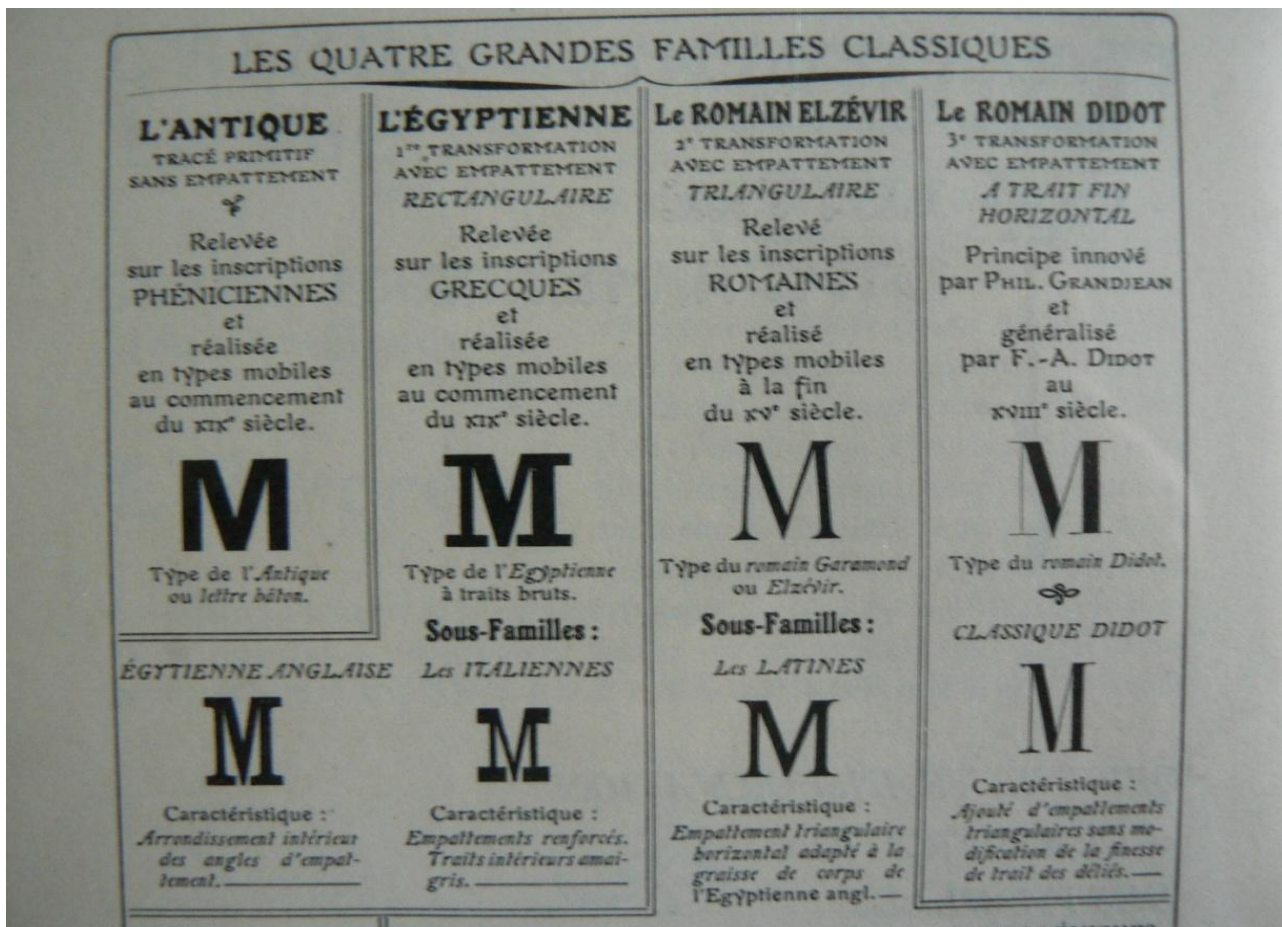 LES QUATRE GRANDES FAMILLES CLASSIQUES
L'ANTIQUE
TRACÉ PRIMITIF
SANS EMPATTEMENT
Relevée
sur les inscriptions
PHÉNICIENNES
et
réalisée
en types mobiles
au commencement
du XIXe siècle.
M
Type de l'Antique
ou lettre bâton.
L'ÉGYPTIENNE
1re TRANSFORMATION
AVEC EMPATTEMENT
RECTANGULAIRE
Relevée
sur les inscriptions
GRECQUES
et
réalisée
en types mobiles
au commencement
du XIXe siècle.
M
Type de l'Egyptienne
à traits bruts.
Sous-Familles :
ÉGYTIENNE ANGLAISE
M
Caractéristique :
Arrondissement intérieur
des angles d'empat-
tement.
Les ITALIENNES
M
Caractéristique :
Empattements renforcés.
Traits intérieurs amai-
gris.
Le ROMAIN ELZÉVIR
2e TRANSFORMATION
AVEC EMPATTEMENT
TRIANGULAIRE
Relevé
sur les inscriptions
ROMAINES
et
réalisé
en types mobiles
à la fin
du XVe siècle.
M
Type du romain Garamond
ou Elzévir.
Sous-Familles :
Les LATINES
M
Caractéristique :
Empattement triangulaire
horizontal adapté à la
graisse de corps de
l'Egyptienne angl.
Le ROMAIN DIDOT
3e TRANSFORMATION
AVEC EMPATTEMENT
A TRAIT FIN
HORIZONTAL
Principe innové
par PHIL. GRANDJEAN
et
généralisé
par F.-A. DIDOT
au
XVIIIe siècle.
M
Type du romain Didot.
CLASSIQUE DIDOT
M
Caractéristique :
Ajouté d'empattements
triangulaires sans mo-
dification de la finesse
de trait des déliés.